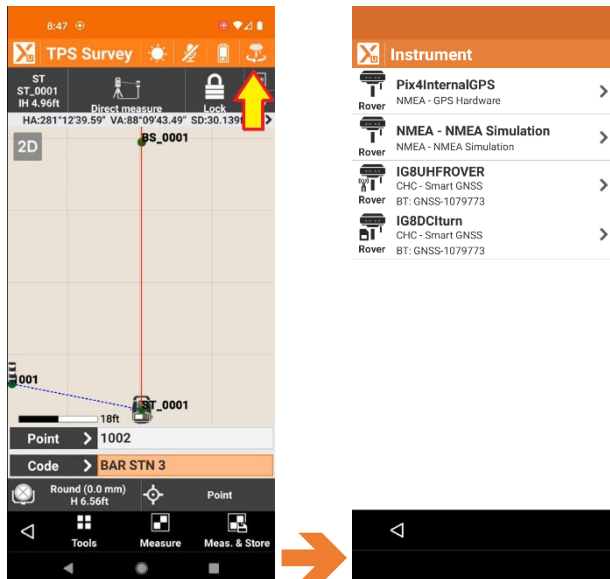 8:47
TPS Survey
ST
ST_0001
IH 4.96ft
Direct measure
Lock
HA:281°12'39.59" VA:88°09'43.49" SD:30.139f
2D
BS_0001
1001
ST_0001
18ft
Point
1002
Code
BAR STN 3
Round (0.0 mm)
H 6.56ft
Point
Tools
Measure
Meas. & Store
Instrument
Pix4InternalGPS
NMEA - GPS Hardware
Rover
NMEA - NMEA Simulation
NMEA - NMEA Simulation
Rover
IG8UHFROVER
CHC - Smart GNSS
Rover BT: GNSS-1079773
IG8DCIturn
CHC - Smart GNSS
Rover BT: GNSS-1079773